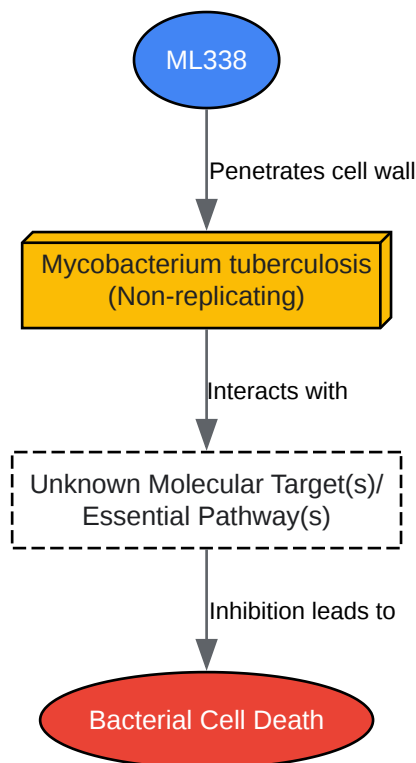 ML338
Penetrates cell wall
Mycobacterium tuberculosis
(Non-replicating)
Interacts with
Unknown Molecular Target(s)/
Essential Pathway(s)
Inhibition leads to
Bacterial Cell Death